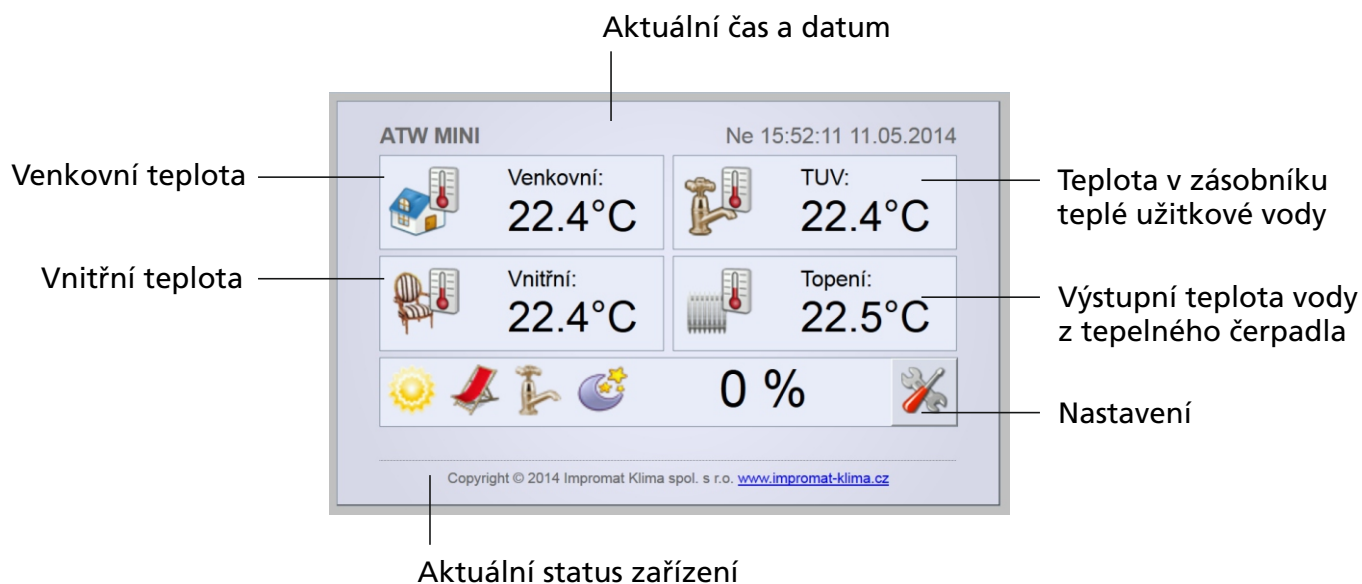 Aktuální čas a datum
ATW MINI
Ne 15:52:11 11.05.2014
Venkovní teplota
Venkovní:
22.4°C
TUV:
22.4°C
Teplota v zásobníku
teplé užitkové vody
Vnitřní teplota
Vnitřní:
22.4°C
Topení:
22.5°C
Výstupní teplota vody
z tepelného čerpadla
0 %
Nastavení
Copyright © 2014 Impromat Klima spol. s r.o. www.impromat-klima.cz
Aktuální status zařízení